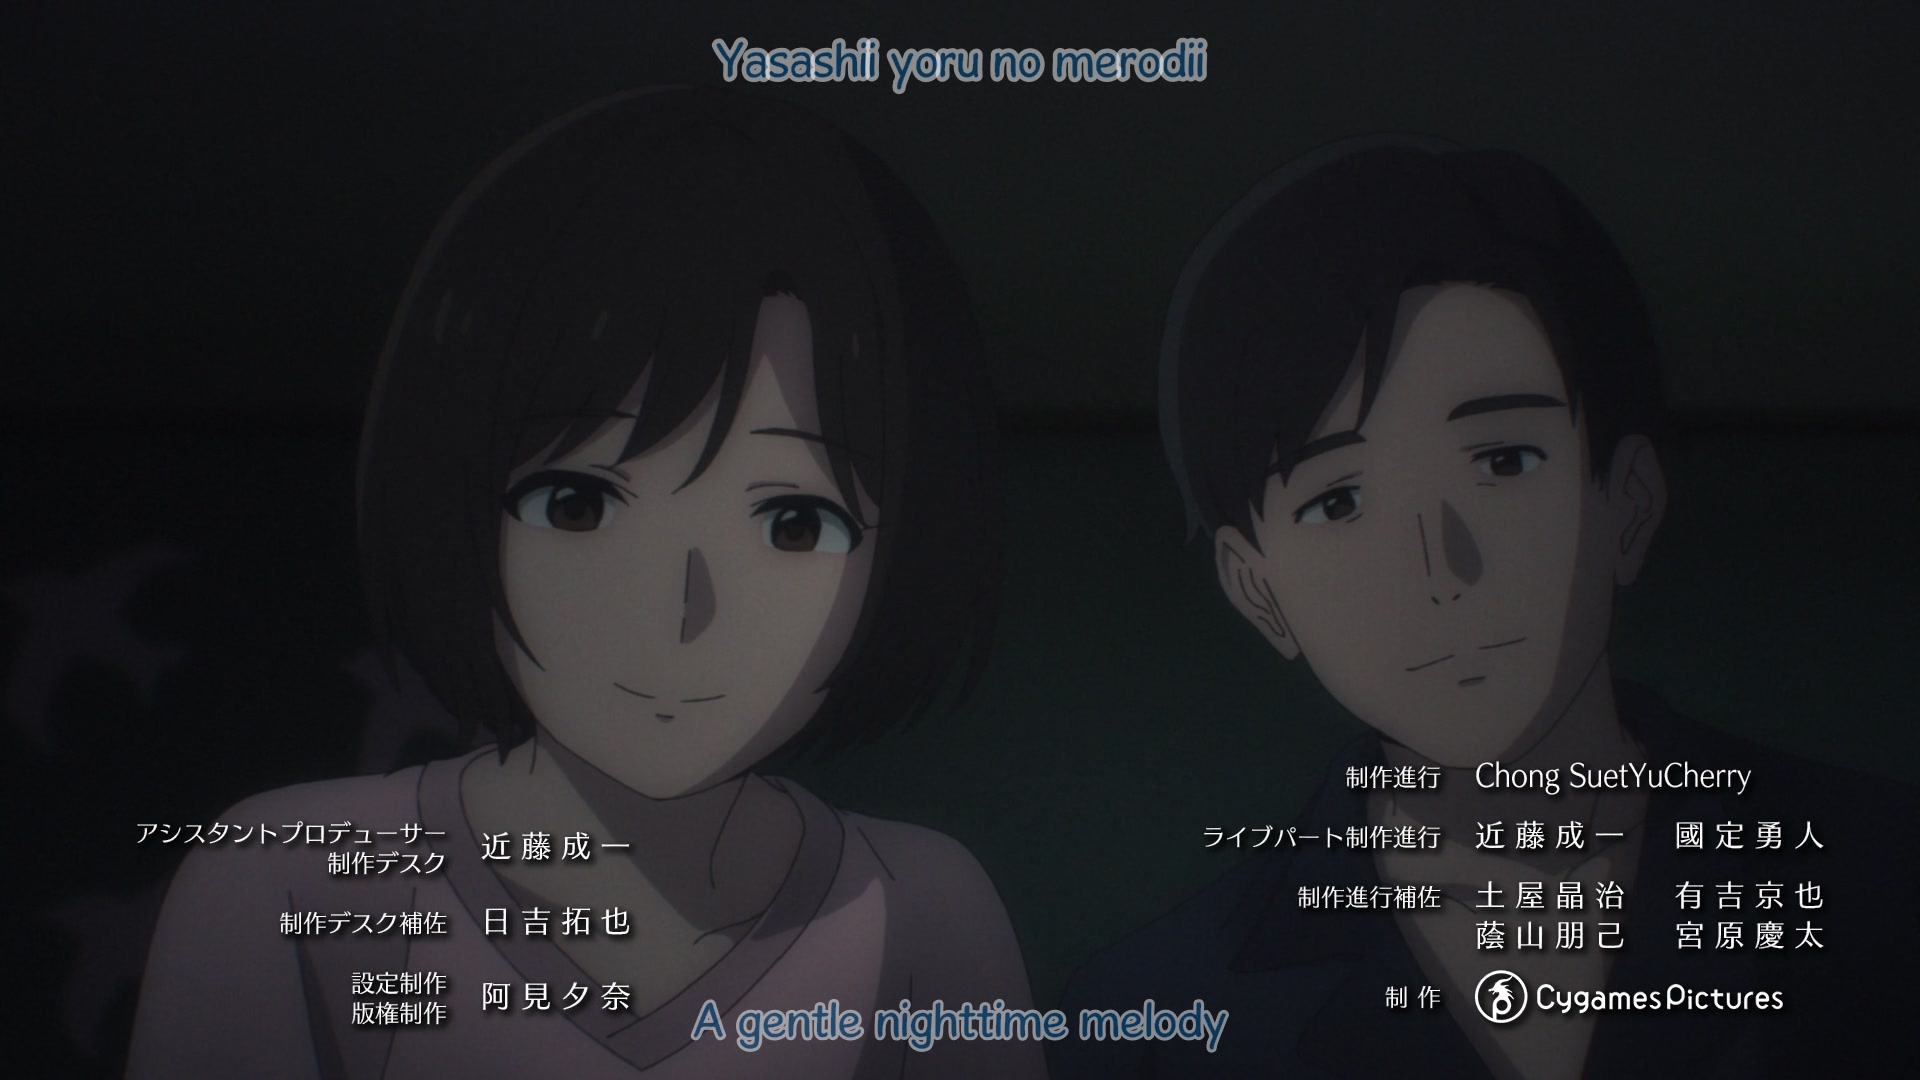 Yasashii yoru no merodii
アシスタントプロデューサー
制作デスク
近藤成一
制作デスク補佐 日吉拓也
設定制作
版権制作
阿見夕奈
制作進行 Chong SuetYuCherry
ライブパート制作進行 近藤成一 國定勇人
制作進行補佐 土屋晶治 有吉京也
蔭山朋己 宮原慶太
制作 CygamesPictures
A gentle nighttime melody